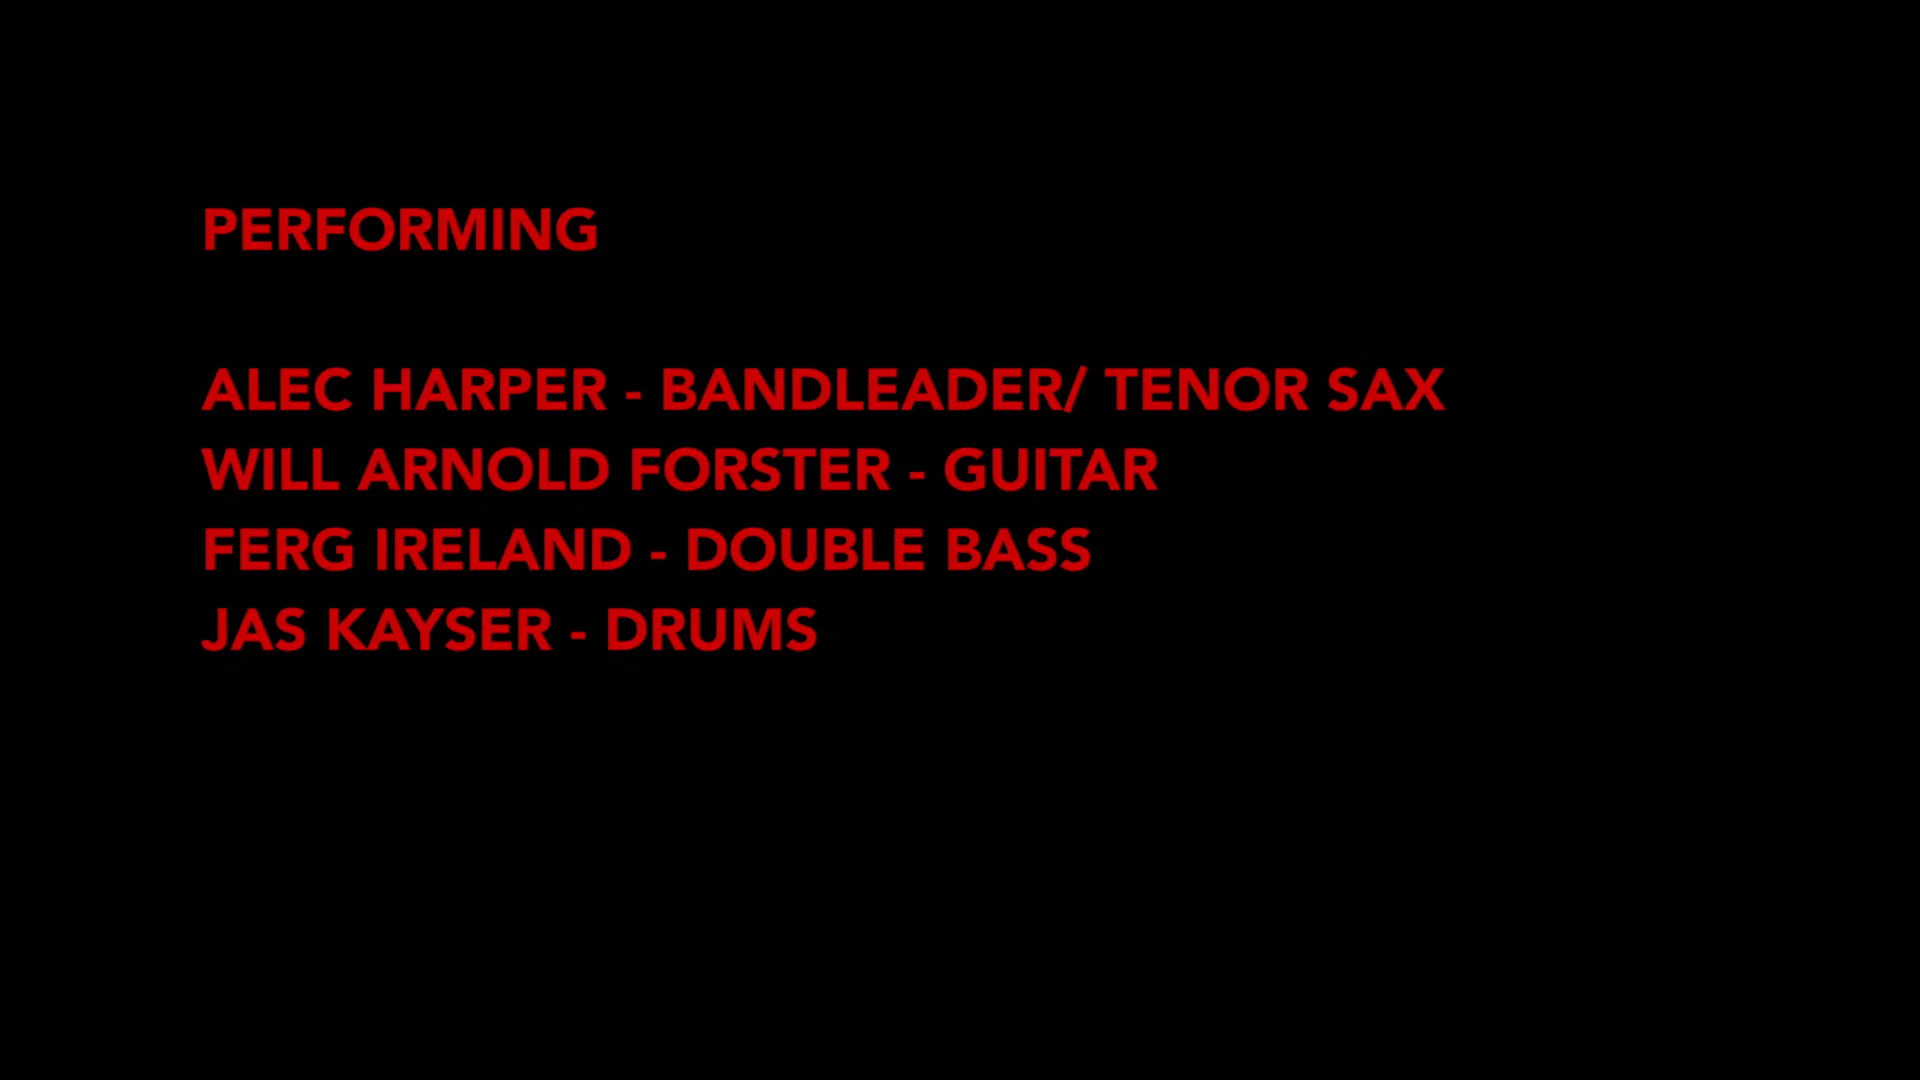 PERFORMING
ALEC HARPER - BANDLEADER/ TENOR SAX
WILL ARNOLD FORSTER - GUITAR
FERG IRELAND - DOUBLE BASS
JAS KAYSER - DRUMS